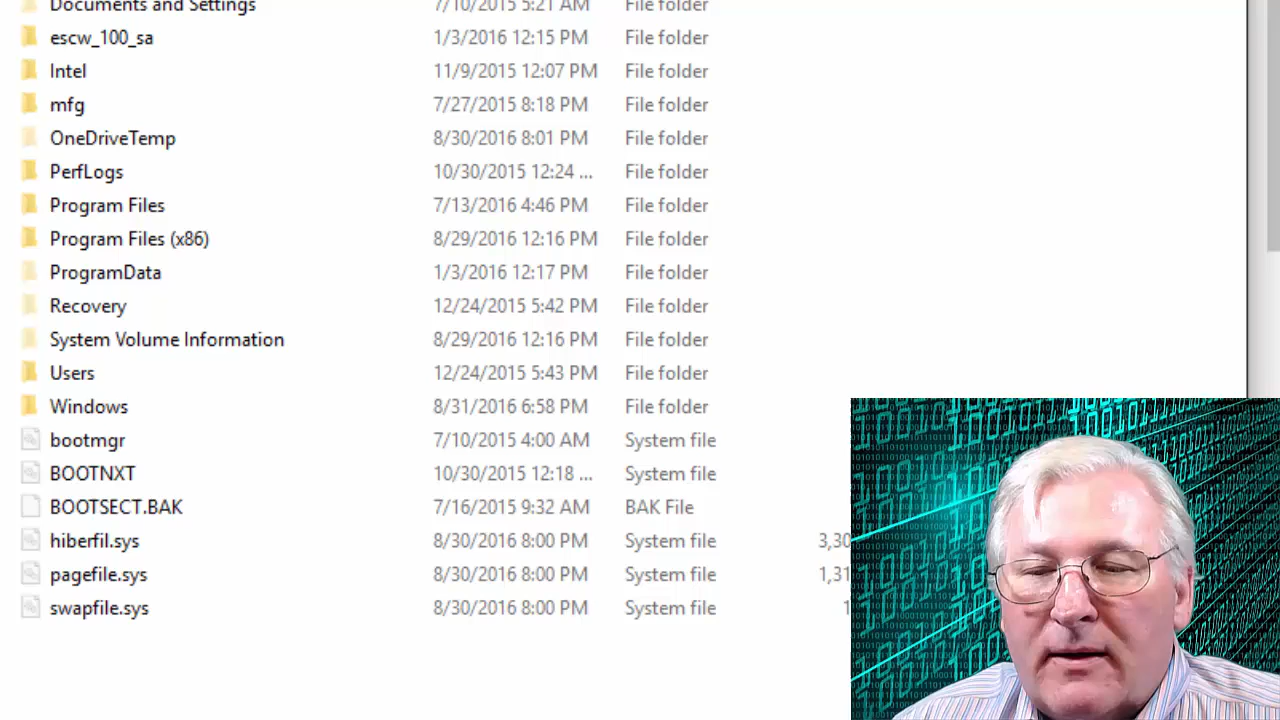 Documents and Settings 7/10/2015 5:21 AM File folder
escw_100_sa 1/3/2016 12:15 PM File folder
Intel 11/9/2015 12:07 PM File folder
mfg 7/27/2015 8:18 PM File folder
OneDriveTemp 8/30/2016 8:01 PM File folder
PerfLogs 10/30/2015 12:24 ... File folder
Program Files 7/13/2016 4:46 PM File folder
Program Files (x86) 8/29/2016 12:16 PM File folder
ProgramData 1/3/2016 12:17 PM File folder
Recovery 12/24/2015 5:42 PM File folder
System Volume Information 8/29/2016 12:16 PM File folder
Users 12/24/2015 5:43 PM File folder
Windows 8/31/2016 6:58 PM File folder
bootmgr 7/10/2015 4:00 AM System file
BOOTNXT 10/30/2015 12:18 ... System file
BOOTSECT.BAK 7/16/2015 9:32 AM BAK File
hiberfil.sys 8/30/2016 8:00 PM System file 3,30
pagefile.sys 8/30/2016 8:00 PM System file 1,31
swapfile.sys 8/30/2016 8:00 PM System file 1